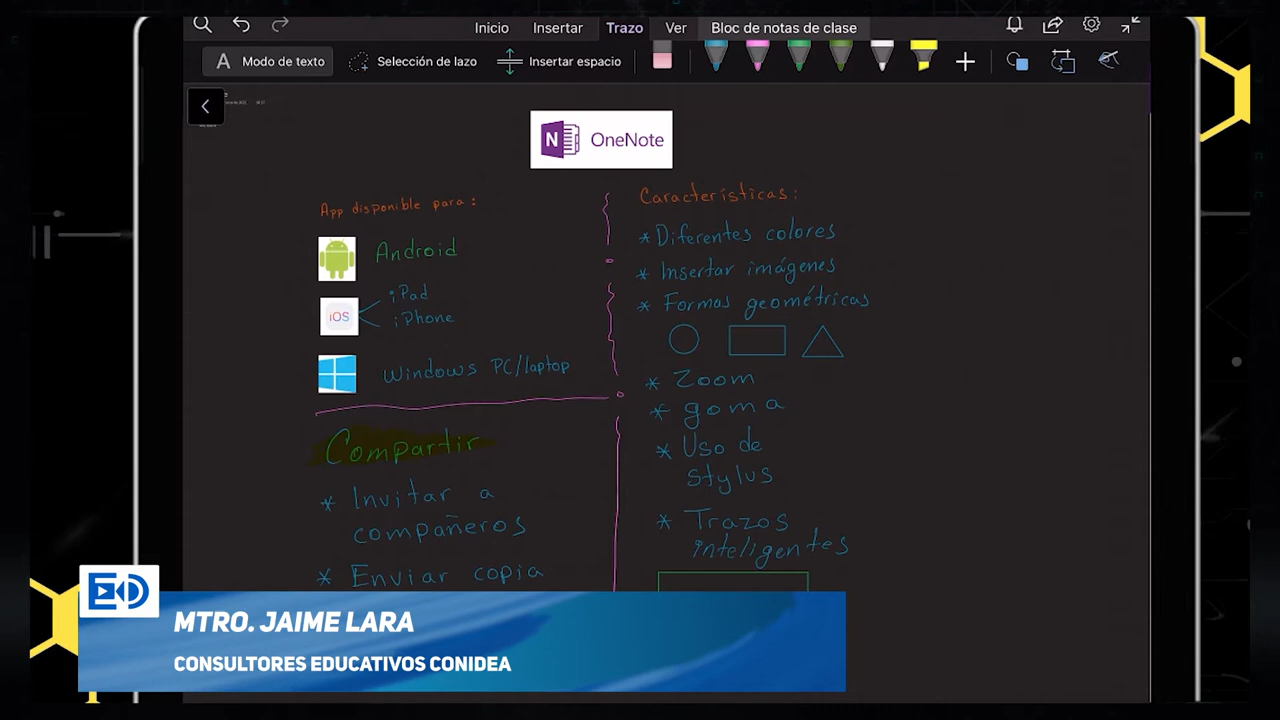 Inicio Insertar Trazo Ver Bloc de notas de clase
Modo de texto Selección de lazo Insertar espacio
N OneNote
App disponible para:
Android
iOS
iPad
iPhone
Windows PC/laptop
Compartir
* Invitar a
compañeros
* Enviar copia
Características:
* Diferentes colores
* Insertar imágenes
* Formas geométricas
* Zoom
* goma
* Uso de
stylus
* Trazos
inteligentes
ED
MTRO. JAIME LARA
CONSULTORES EDUCATIVOS CONIDEA